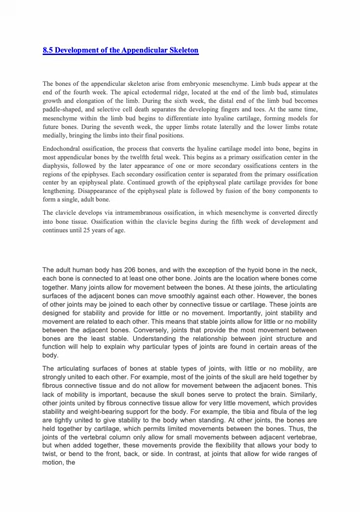 8.5 Development of the Appendicular Skeleton
The bones of the appendicular skeleton arise from embryonic mesenchyme. Limb buds appear at the
end of the fourth week. The apical ectodermal ridge, located at the end of the limb bud, stimulates
growth and elongation of the limb. During the sixth week, the distal end of the limb bud becomes
paddle-shaped, and selective cell death separates the developing fingers and toes. At the same time,
mesenchyme within the limb bud begins to differentiate into hyaline cartilage, forming models for
future bones. During the seventh week, the upper limbs rotate laterally and the lower limbs rotate
medially, bringing the limbs into their final positions.
Endochondral ossification, the process that converts the hyaline cartilage model into bone, begins in
most appendicular bones by the twelfth fetal week. This begins as a primary ossification center in the
diaphysis, followed by the later appearance of one or more secondary ossifications centers in the
regions of the epiphyses. Each secondary ossification center is separated from the primary ossification
center by an epiphyseal plate. Continued growth of the epiphyseal plate cartilage provides for bone
lengthening. Disappearance of the epiphyseal plate is followed by fusion of the bony components to
form a single, adult bone.
The clavicle develops via intramembranous ossification, in which mesenchyme is converted directly
into bone tissue. Ossification within the clavicle begins during the fifth week of development and
continues until 25 years of age.
The adult human body has 206 bones, and with the exception of the hyoid bone in the neck,
each bone is connected to at least one other bone. Joints are the location where bones come
together. Many joints allow for movement between the bones. At these joints, the articulating
surfaces of the adjacent bones can move smoothly against each other. However, the bones
of other joints may be joined to each other by connective tissue or cartilage. These joints are
designed for stability and provide for little or no movement. Importantly, joint stability and
movement are related to each other. This means that stable joints allow for little or no mobility
between the adjacent bones. Conversely, joints that provide the most movement between
bones are the least stable. Understanding the relationship between joint structure and
function will help to explain why particular types of joints are found in certain areas of the
body.
The articulating surfaces of bones at stable types of joints, with little or no mobility, are
strongly united to each other. For example, most of the joints of the skull are held together by
fibrous connective tissue and do not allow for movement between the adjacent bones. This
lack of mobility is important, because the skull bones serve to protect the brain. Similarly,
other joints united by fibrous connective tissue allow for very little movement, which provides
stability and weight-bearing support for the body. For example, the tibia and fibula of the leg
are tightly united to give stability to the body when standing. At other joints, the bones are
held together by cartilage, which permits limited movements between the bones. Thus, the
joints of the vertebral column only allow for small movements between adjacent vertebrae,
but when added together, these movements provide the flexibility that allows your body to
twist, or bend to the front, back, or side. In contrast, at joints that allow for wide ranges of
motion, the